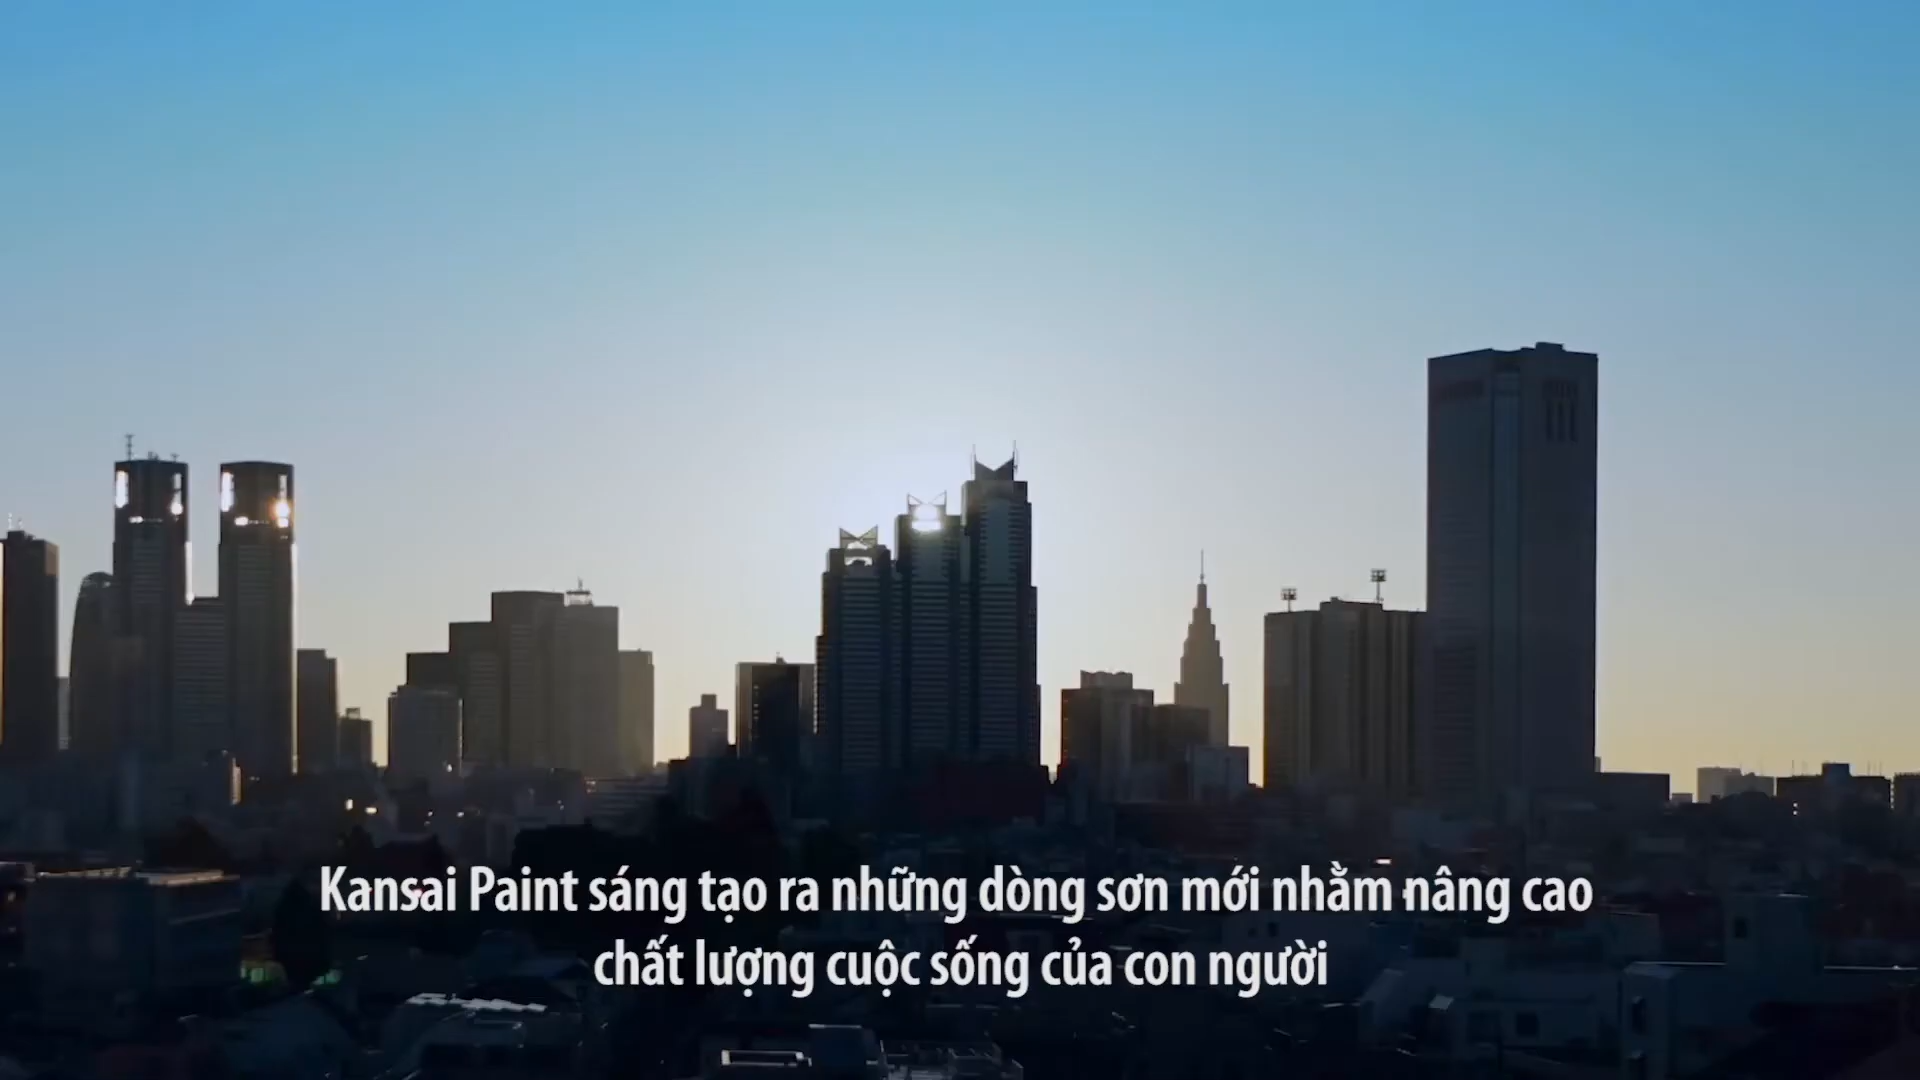 Kansai Paint sáng tạo ra những dòng sơn mới nhằm nâng cao
chất lượng cuộc sống của con người